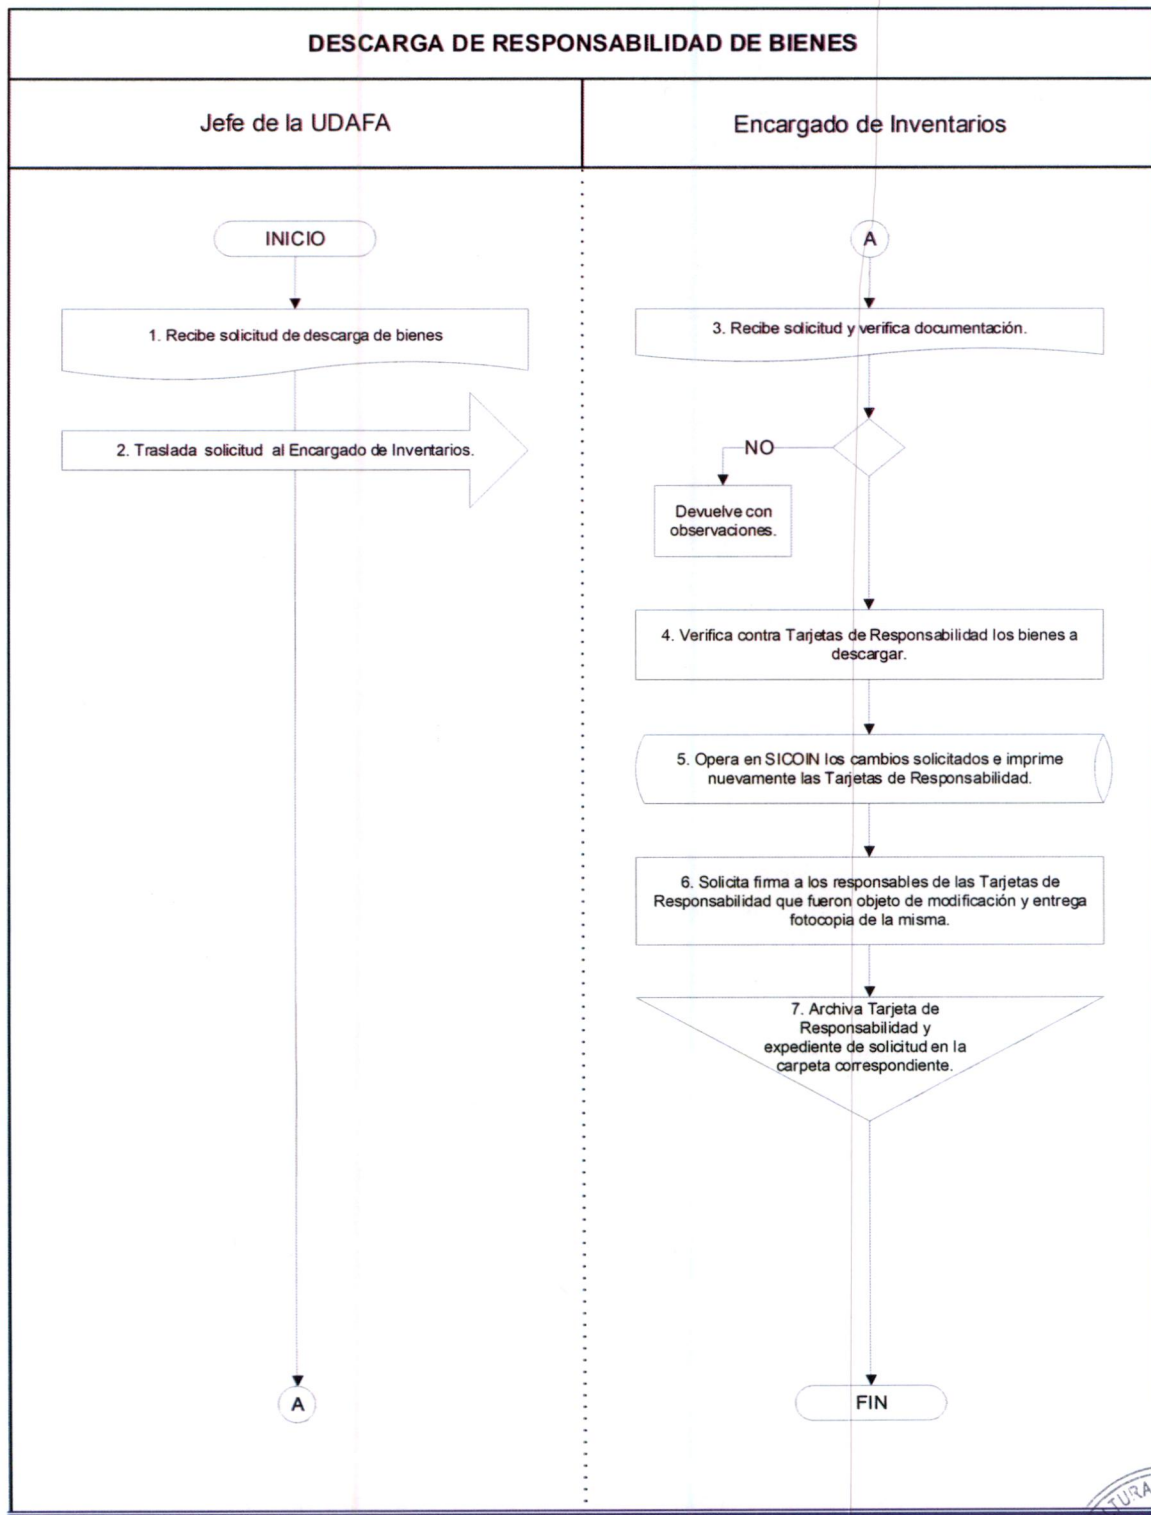 DESCARGA DE RESPONSABILIDAD DE BIENES
Jefe de la UDAFA
Encargado de Inventarios
INICIO
1. Recibe solicitud de descarga de bienes
2. Traslada solicitud al Encargado de Inventarios.
A
A
3. Recibe solicitud y verifica documentación.
NO
Devuelve con
observaciones.
4. Verifica contra Tarjetas de Responsabilidad los bienes a
descargar.
5. Opera en SICOIN los cambios solicitados e imprime
nuevamente las Tarjetas de Responsabilidad.
6. Solicita firma a los responsables de las Tarjetas de
Responsabilidad que fueron objeto de modificación y entrega
fotocopia de la misma.
7. Archiva Tarjeta de
Responsabilidad y
expediente de solicitud en la
carpeta correspondiente.
FIN